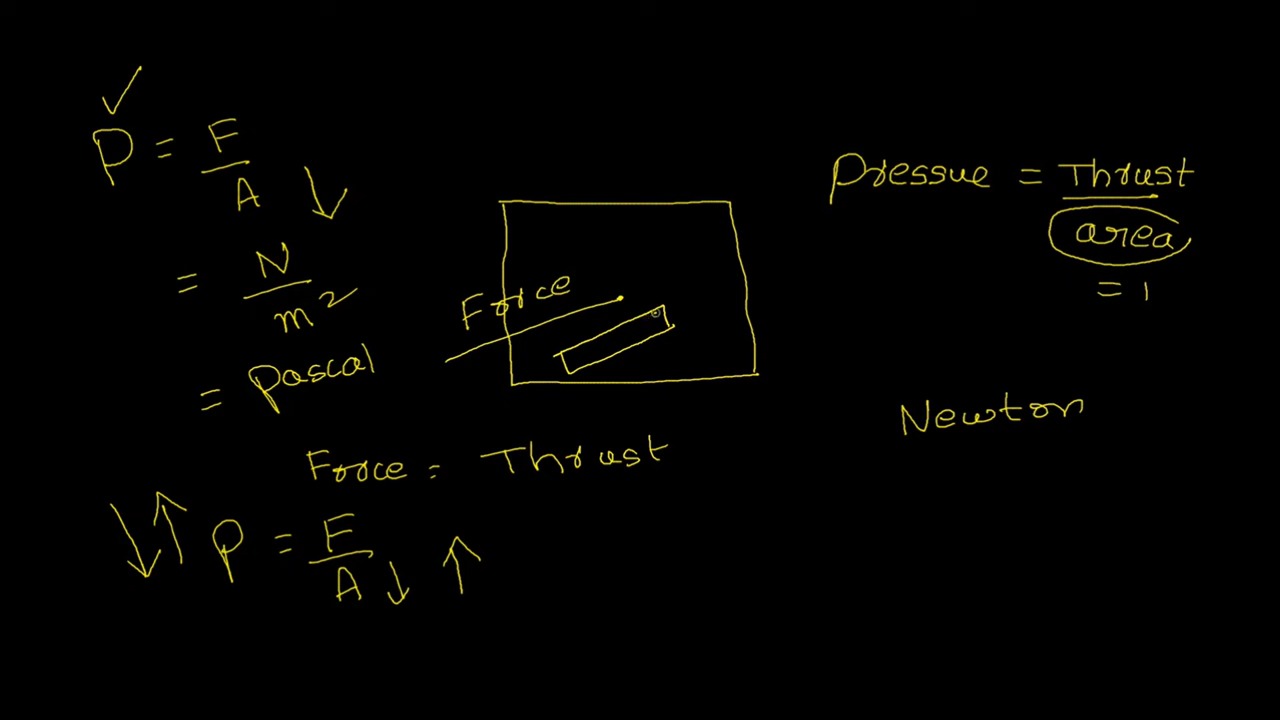 P = F
A
= N
m2
= pascal
Force
Force = Thrust
P = F
A
Pressue = Thrust
area
= 1
Newton